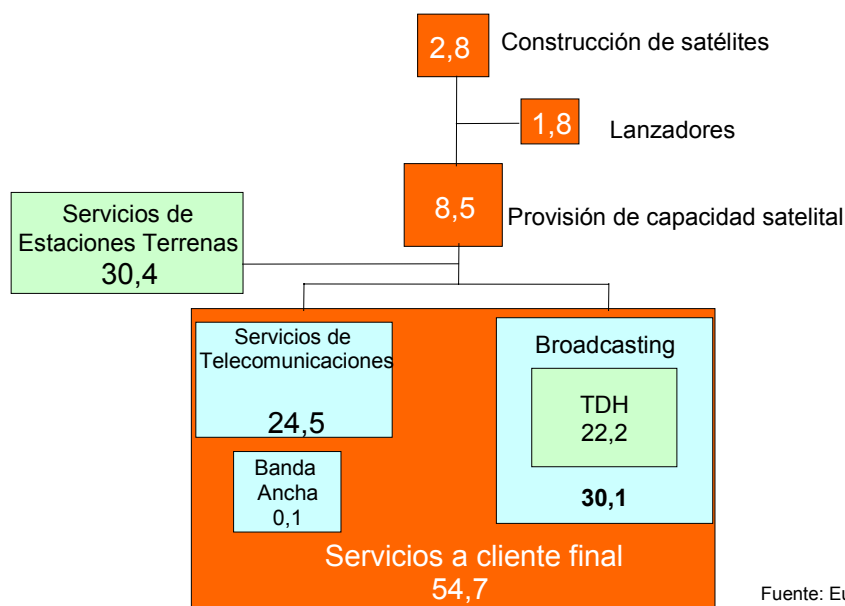 2,8
Construcción de satélites
1,8
Lanzadores
8,5
Provisión de capacidad satelital
Servicios de
Estaciones Terrenas
30,4
Servicios de
Telecomunicaciones
24,5
Banda
Ancha
0,1
Broadcasting
TDH
22,2
30,1
Servicios a cliente final
54,7
Fuente: Eu